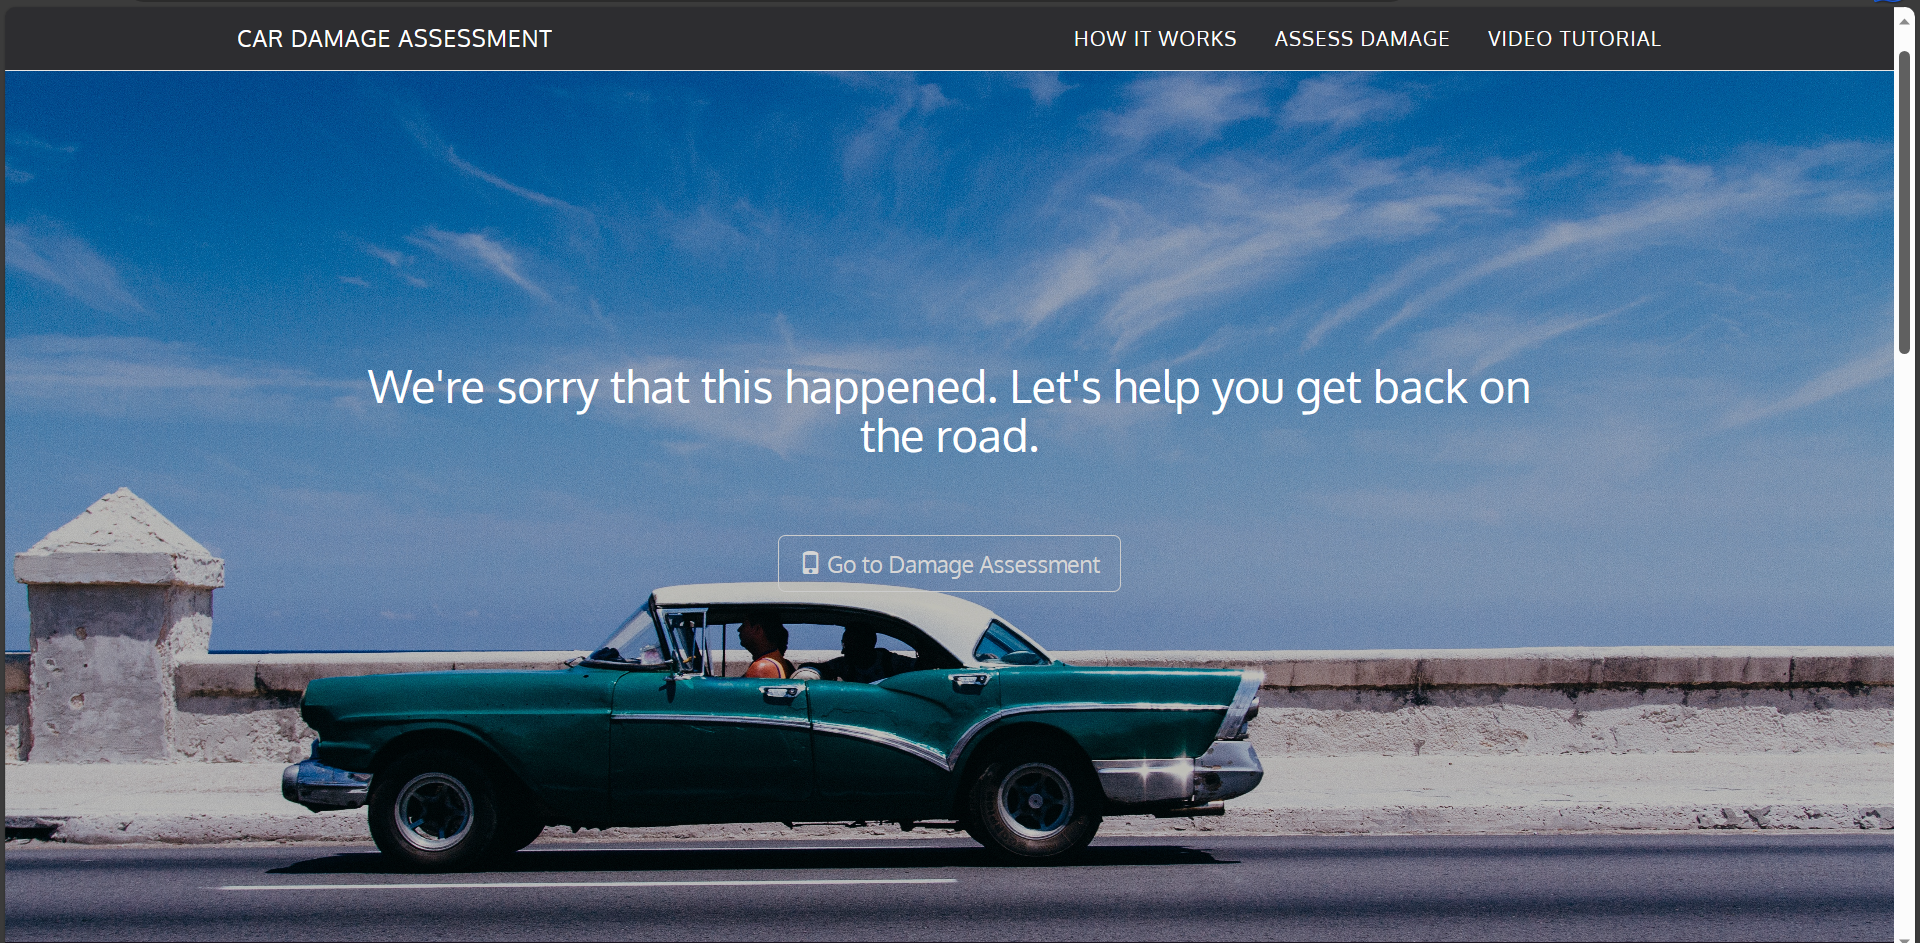 CAR DAMAGE ASSESSMENT
HOW IT WORKS
ASSESS DAMAGE
VIDEO TUTORIAL
We're sorry that this happened. Let's help you get back on
the road.
Go to Damage Assessment